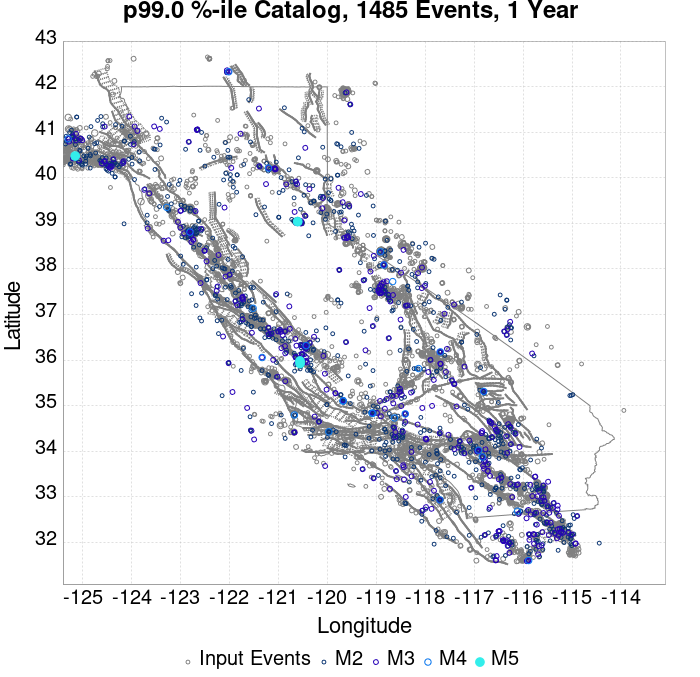 p99.0 %-ile Catalog, 1485 Events, 1 Year
43
42
41
40
39
38
37
36
35
34
33
32
Latitude
-125 -124 -123 -122 -121 -120 -119 -118 -117 -116 -115 -114
Longitude
Input Events M2 M3 M4 M5